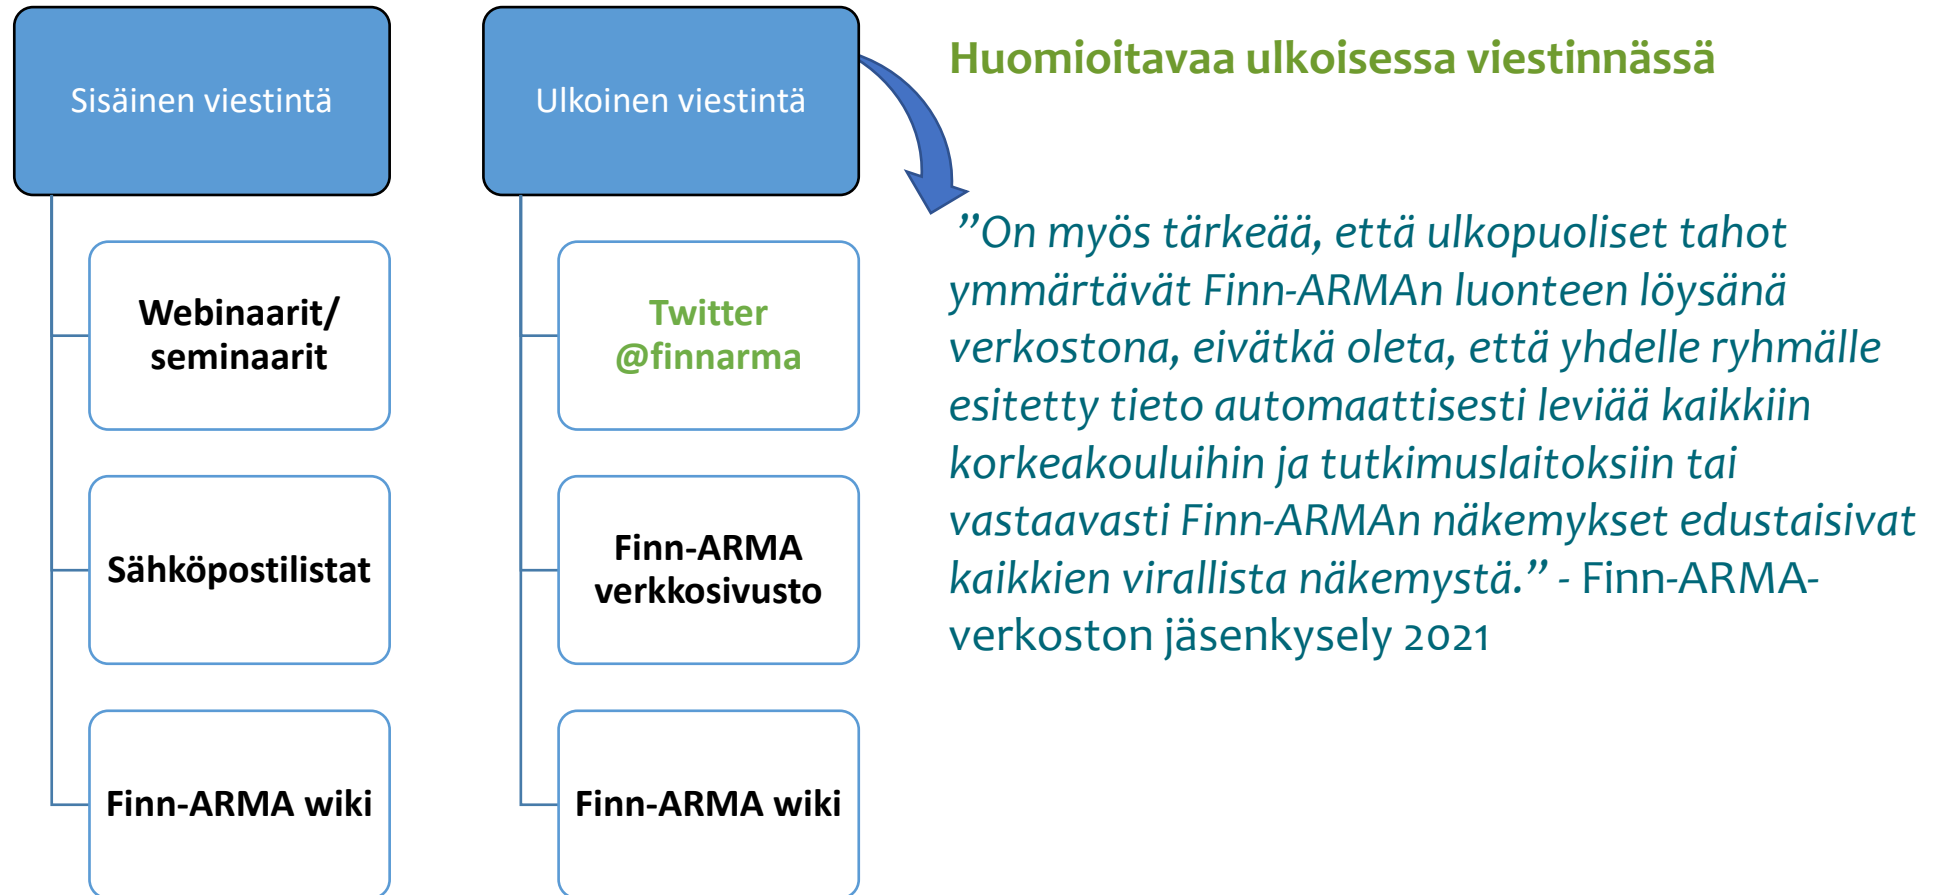 Sisäinen viestintä
Webinaarit/
seminaarit
Sähköpostilistat
Finn-ARMA wiki
Ulkoinen viestintä
Twitter
@finnarma
Finn-ARMA
verkkosivusto
Finn-ARMA wiki
Huomioitavaa ulkoisessa viestinnässä
”On myös tärkeää, että ulkopuoliset tahot
ymmärtävät Finn-ARMAn luonteen löysänä
verkostona, eivätkä oleta, että yhdelle ryhmälle
esitetty tieto automaattisesti leviää kaikkiin
korkeakouluihin ja tutkimuslaitoksiin tai
vastaavasti Finn-ARMAn näkemykset edustaisivat
kaikkien virallista näkemystä.” - Finn-ARMA-
verkoston jäsenkysely 2021